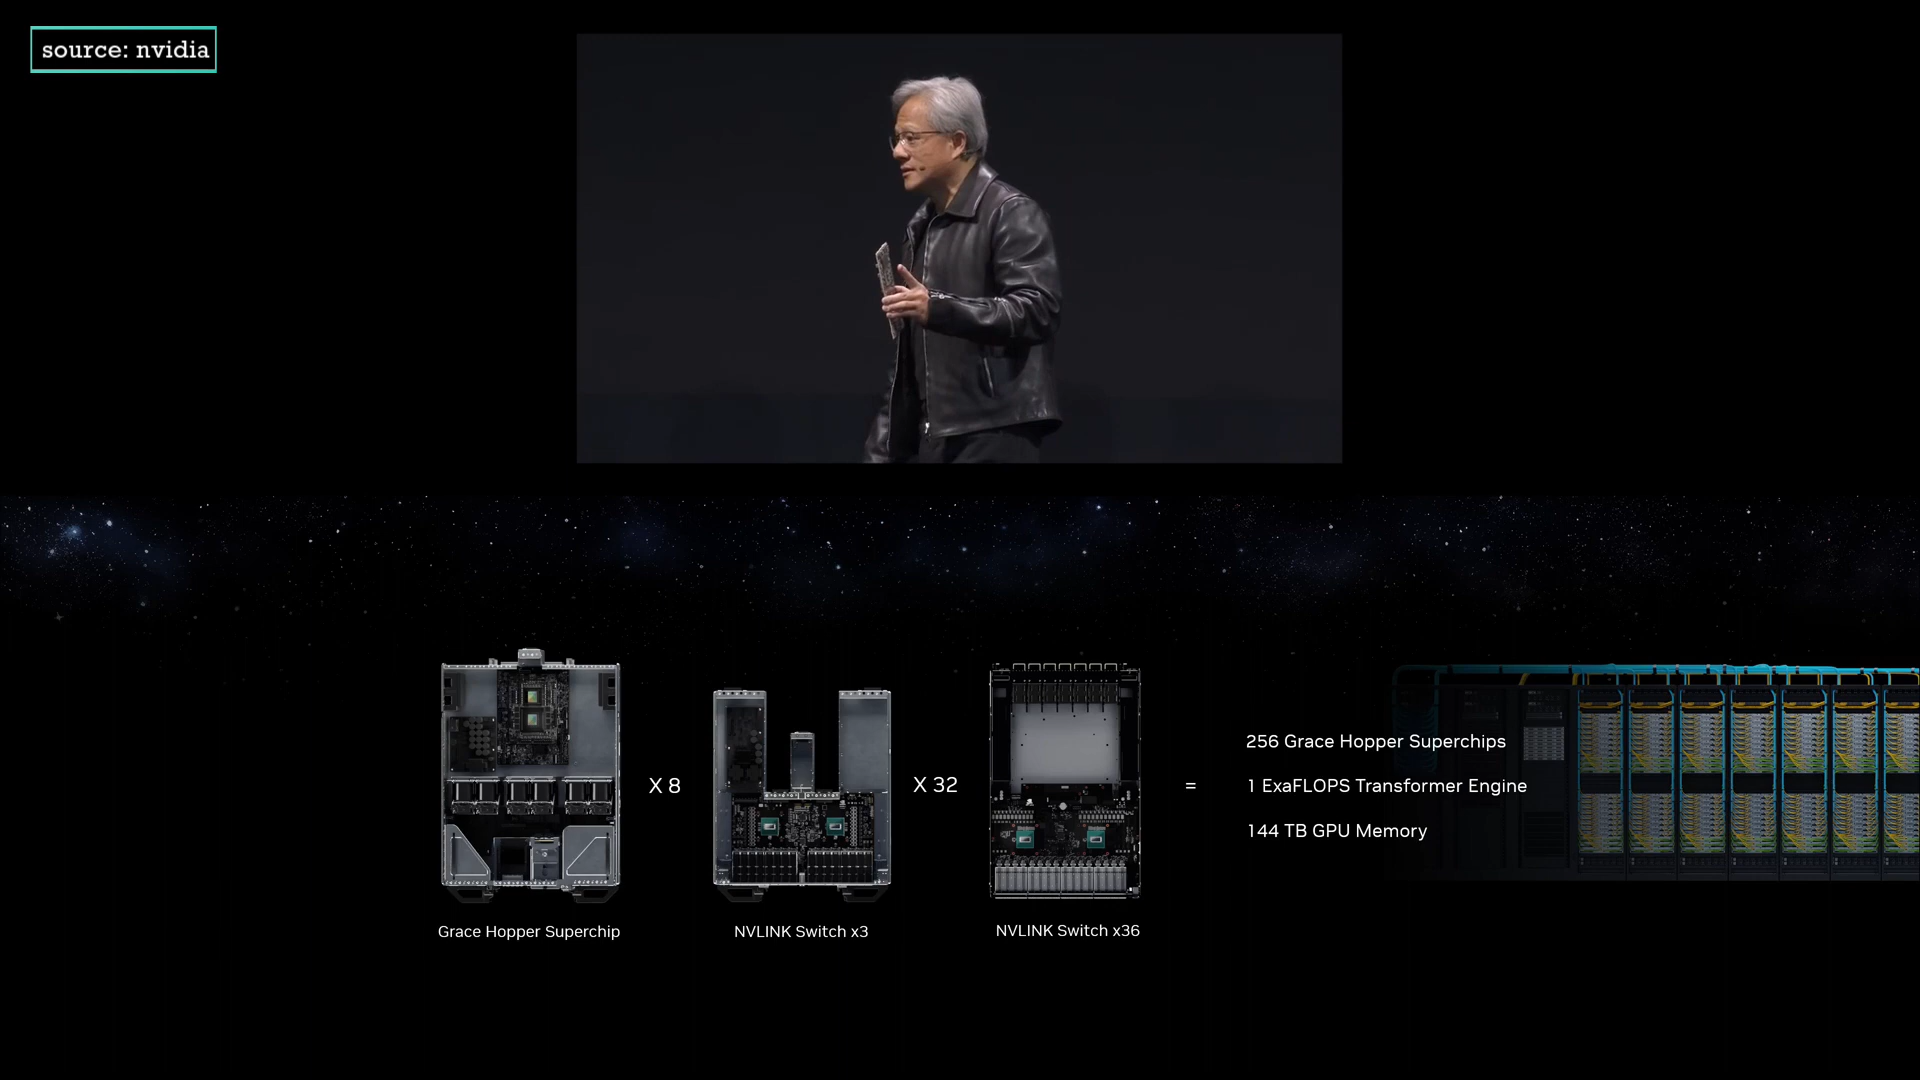 source: nvidia
X 8
X 32
=
256 Grace Hopper Superchips
1 ExaFLOPS Transformer Engine
144 TB GPU Memory
Grace Hopper Superchip
NVLINK Switch x3
NVLINK Switch x36